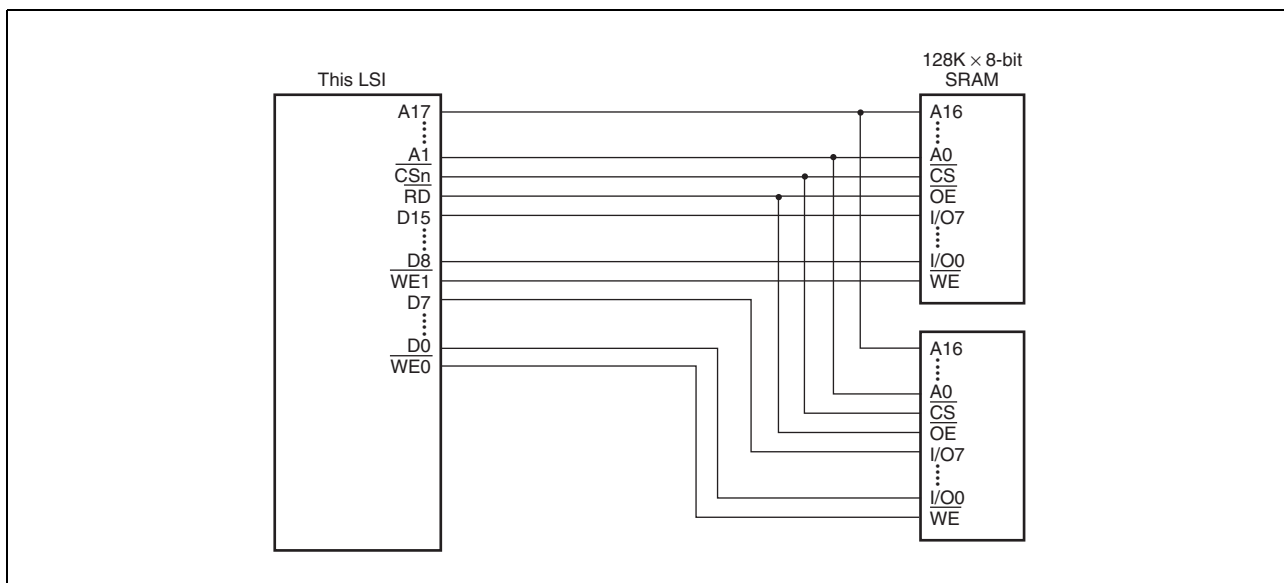 This LSI
A17
A1
CSn
RD
D15
D8
WE1
D7
D0
WE0
128K × 8-bit
SRAM
A16
A0
CS
OE
I/O7
I/O0
WE
A16
A0
CS
OE
I/O7
I/O0
WE